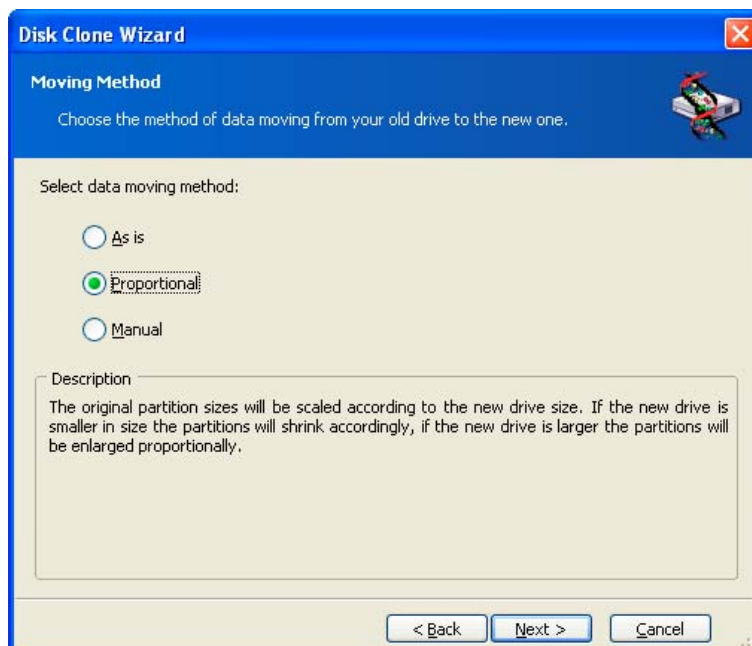 Disk Clone Wizard
Moving Method
Choose the method of data moving from your old drive to the new one.
Select data moving method:
As is
Proportional
Manual
Description
The original partition sizes will be scaled according to the new drive size. If the new drive is
smaller in size the partitions will shrink accordingly, if the new drive is larger the partitions will
be enlarged proportionally.
< Back Next > Cancel